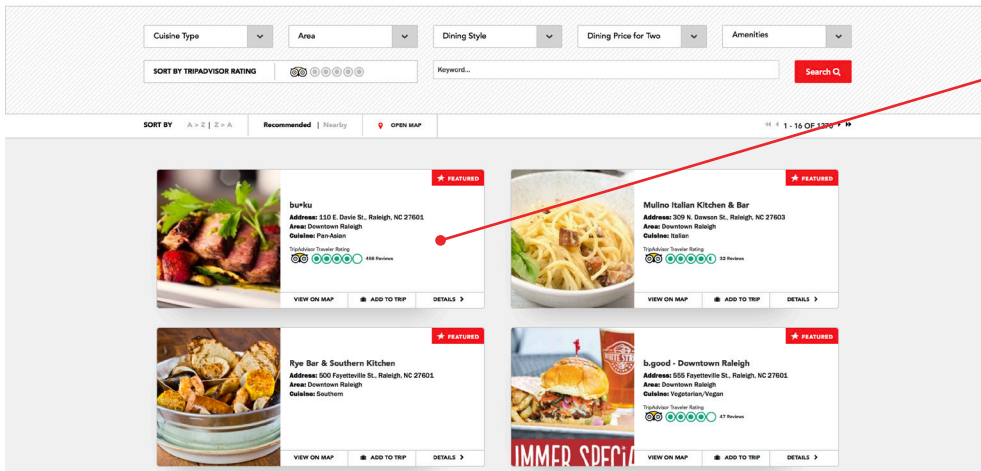 Cuisine Type
Area
Dining Style
Dining Price for Two
Amenities
SORT BY TRIPADVISOR RATING
Keyword...
Search
SORT BY A > Z | Z > A Recommended | Nearby OPEN MAP
1 - 16 OF 1276
FEATURED
bu•ku
Address: 110 E. Davie St., Raleigh, NC 27601
Area: Downtown Raleigh
Cuisine: Pan-Asian
TripAdvisor Traveler Rating
498 Reviews
VIEW ON MAP ADD TO TRIP DETAILS >
FEATURED
Mulino Italian Kitchen & Bar
Address: 309 N. Dawson St., Raleigh, NC 27603
Area: Downtown Raleigh
Cuisine: Italian
TripAdvisor Traveler Rating
33 Reviews
VIEW ON MAP ADD TO TRIP DETAILS >
FEATURED
Rye Bar & Southern Kitchen
Address: 500 Fayetteville St., Raleigh, NC 27601
Area: Downtown Raleigh
Cuisine: Southern
VIEW ON MAP ADD TO TRIP DETAILS >
FEATURED
b.good - Downtown Raleigh
Address: 555 Fayetteville St., Raleigh, NC 27601
Area: Downtown Raleigh
Cuisine: Vegetarian/Vegan
TripAdvisor Traveler Rating
47 Reviews
VIEW ON MAP ADD TO TRIP DETAILS >